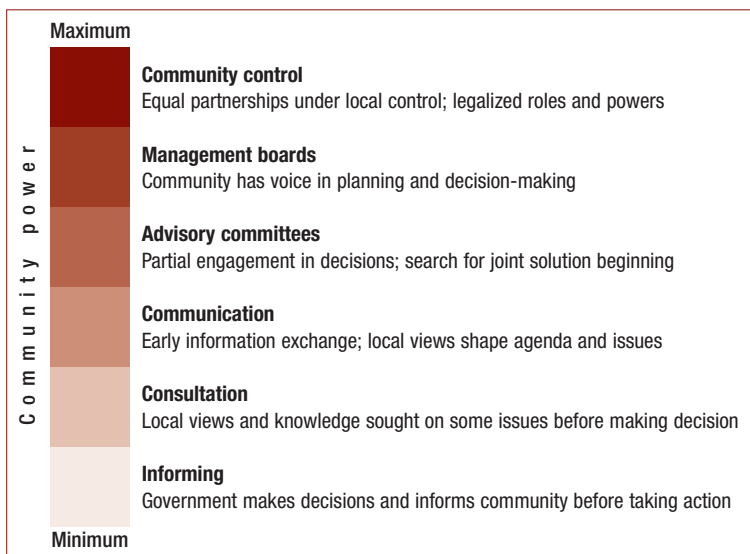 Maximum
Community power
Community control
Equal partnerships under local control; legalized roles and powers
Management boards
Community has voice in planning and decision-making
Advisory committees
Partial engagement in decisions; search for joint solution beginning
Communication
Early information exchange; local views shape agenda and issues
Consultation
Local views and knowledge sought on some issues before making decision
Informing
Government makes decisions and informs community before taking action
Minimum